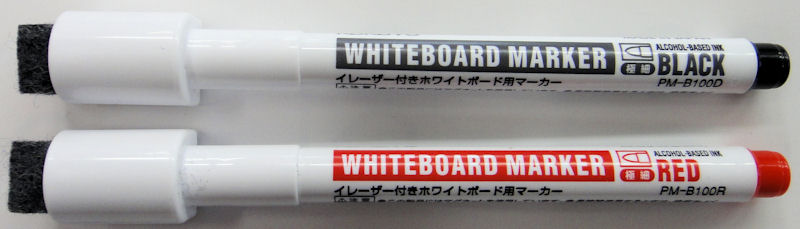 WHITEBOARD MARKER
極細
ALCOHOL-BASED INK
BLACK
イレーザー付きホワイトボード用マーカー
PM-B100D
WHITEBOARD MARKER
極細
ALCOHOL-BASED INK
RED
イレーザー付きホワイトボード用マーカー
PM-B100R